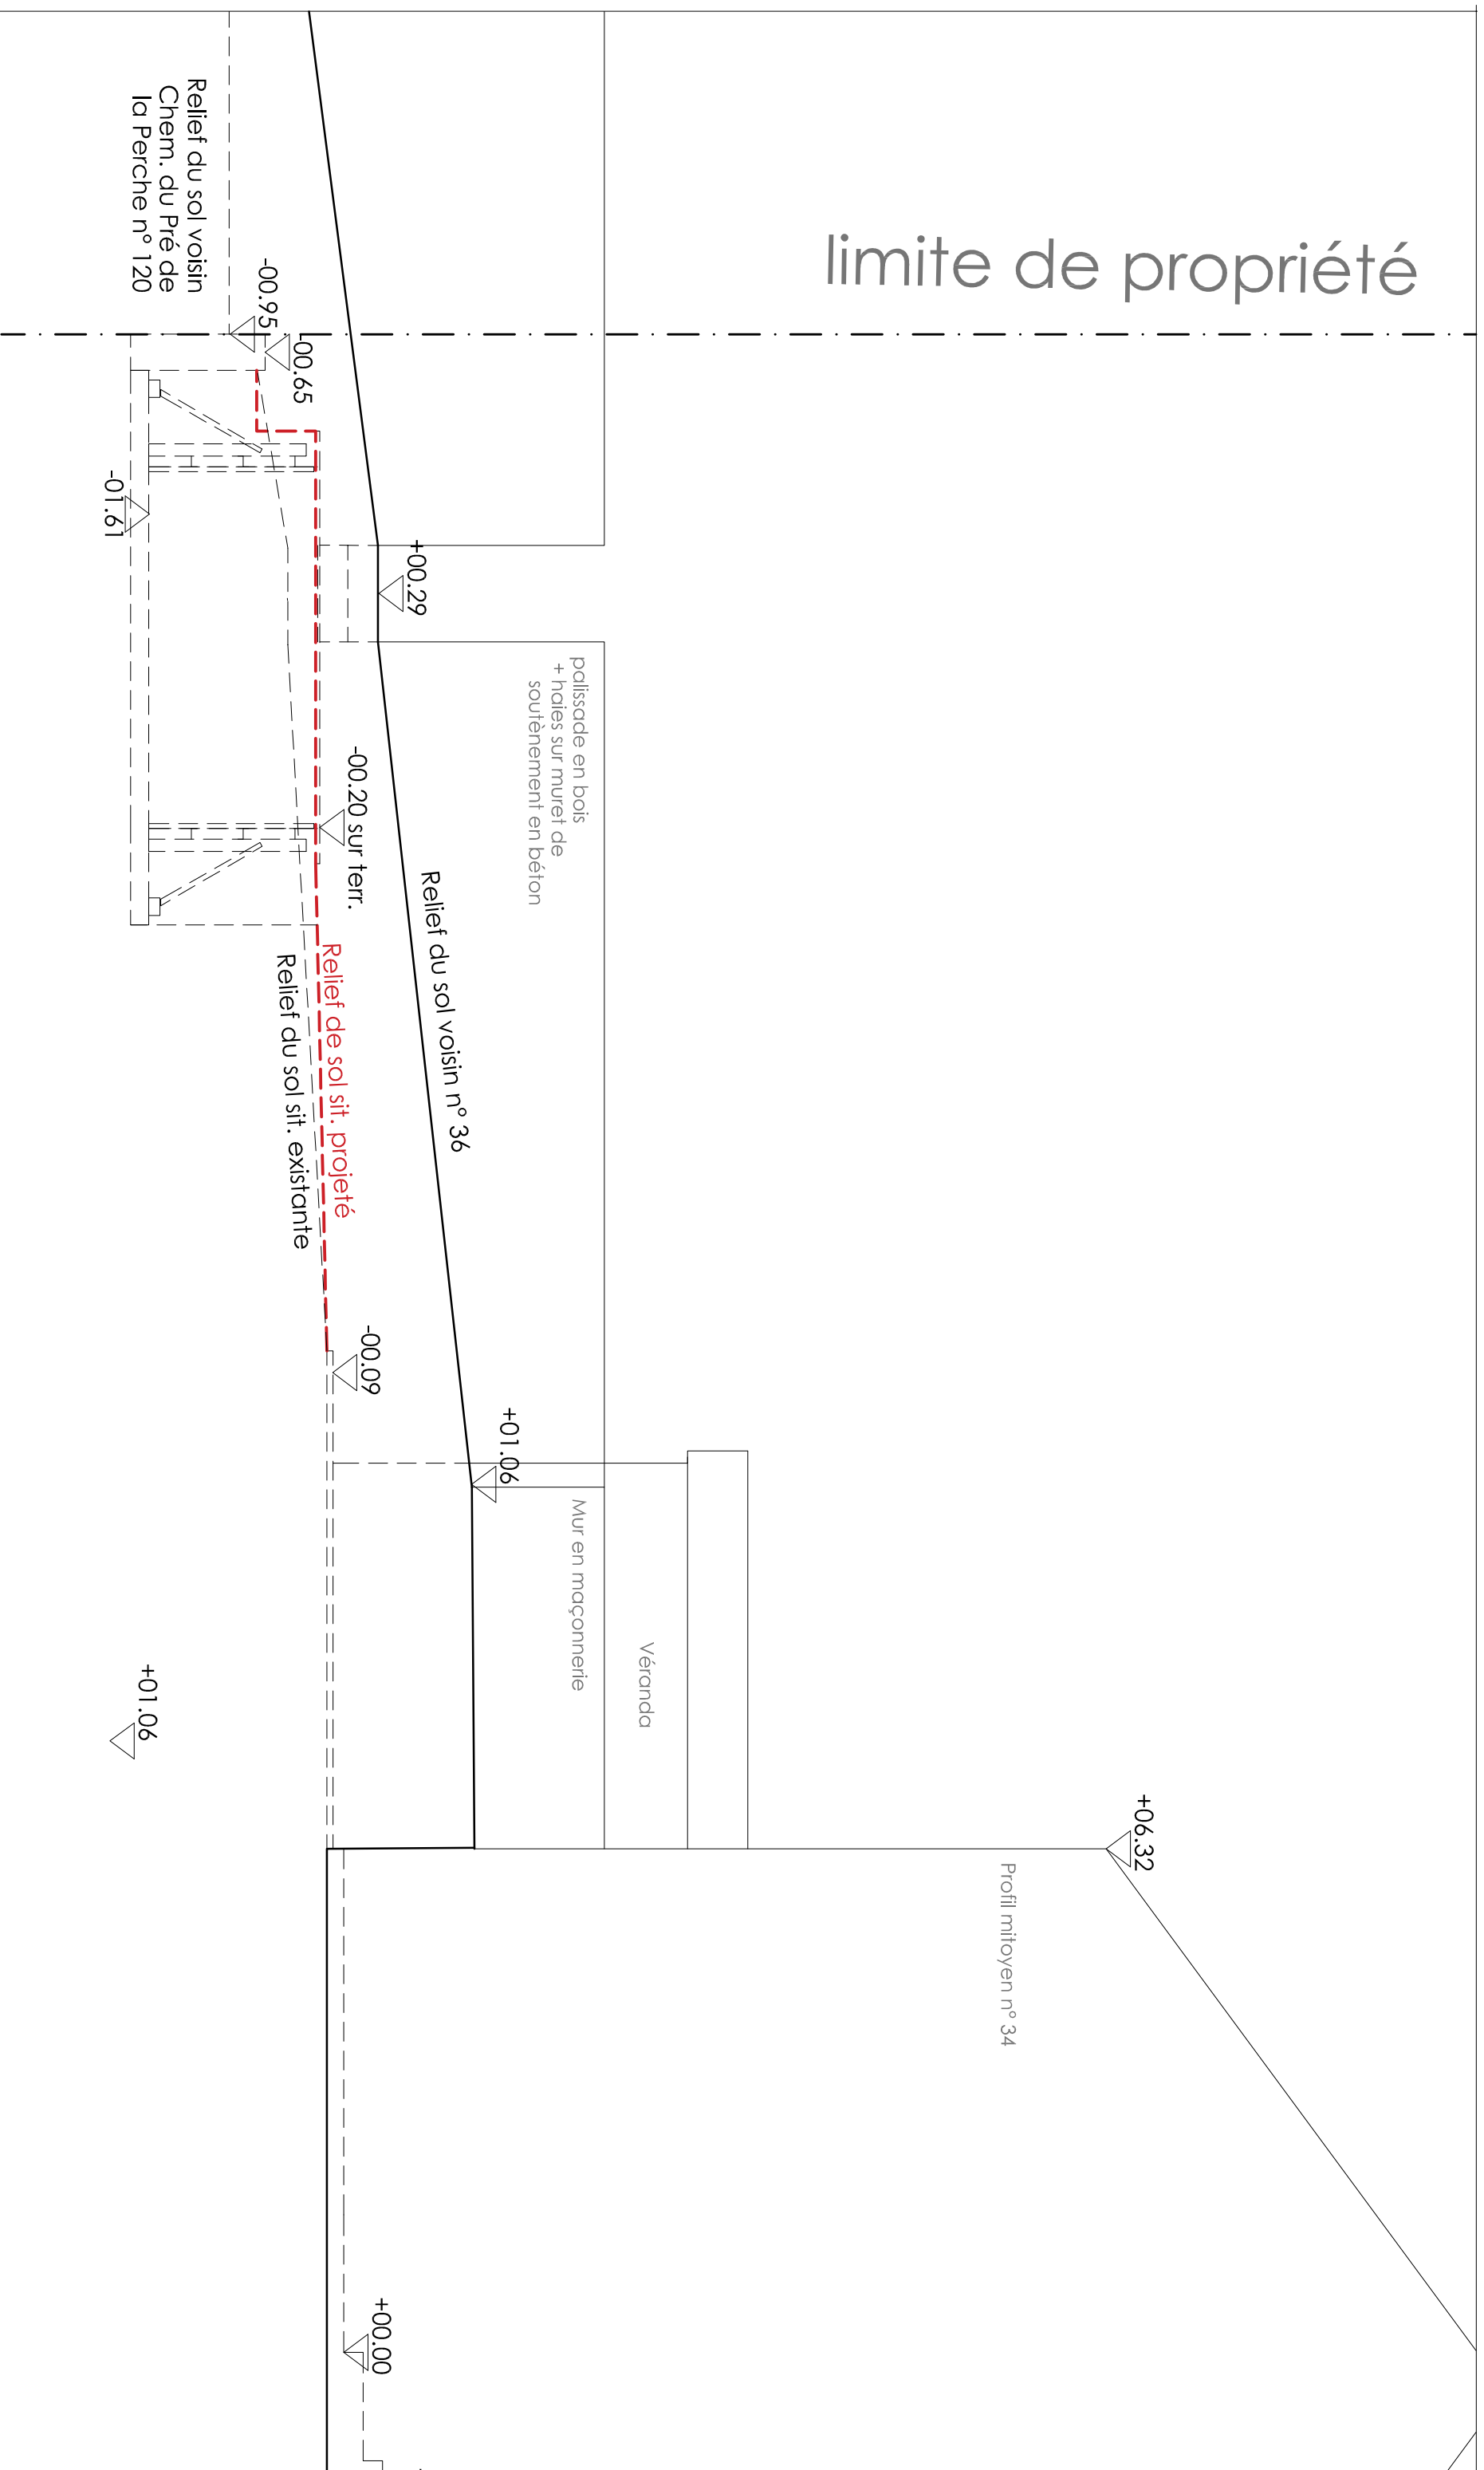 limite de propriété
Relief du sol voisin
Chem. du Pré de
la Perche n° 120
-00.95
-00.65
-01.61
+00.29
palissade en bois
+ haies sur muret de
soutènement en béton
-00.20 sur terr.
Relief du sol voisin n° 36
Relief de sol sit. projeté
Relief du sol sit. existante
-00.09
+01.06
Mur en maçonnerie
Véranda
+01.06
+06.32
Profil mitoyen n° 34
+00.00